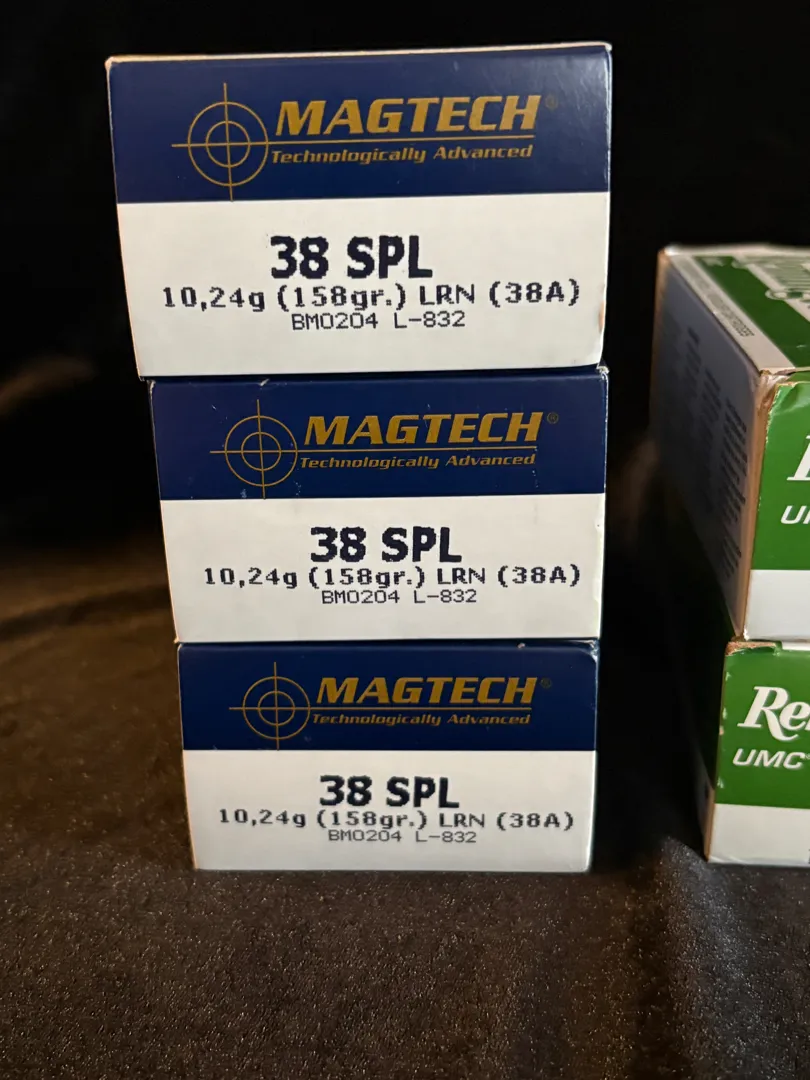 MAGTECH®
Technologically Advanced
38 SPL
10,24g (158gr.) LRN (38A)
BM0204 L-832
MAGTECH®
Technologically Advanced
38 SPL
10,24g (158gr.) LRN (38A)
BM0204 L-832
MAGTECH®
Technologically Advanced
38 SPL
10,24g (158gr.) LRN (38A)
BM0204 L-832
Re
UMC